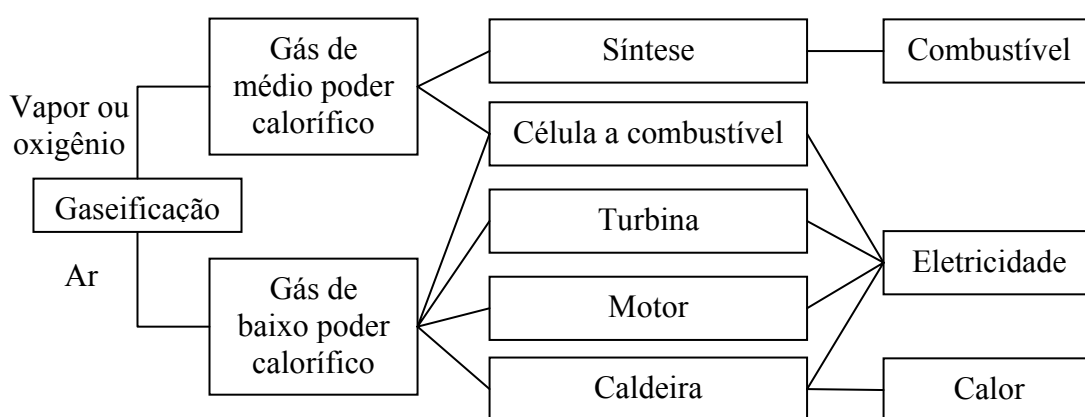 Vapor ou
oxigênio
Gaseificação
Ar
Gás de
médio poder
calorífico
Gás de
baixo poder
calorífico
Síntese
Célula a combustível
Turbina
Motor
Caldeira
Combustível
Eletricidade
Calor